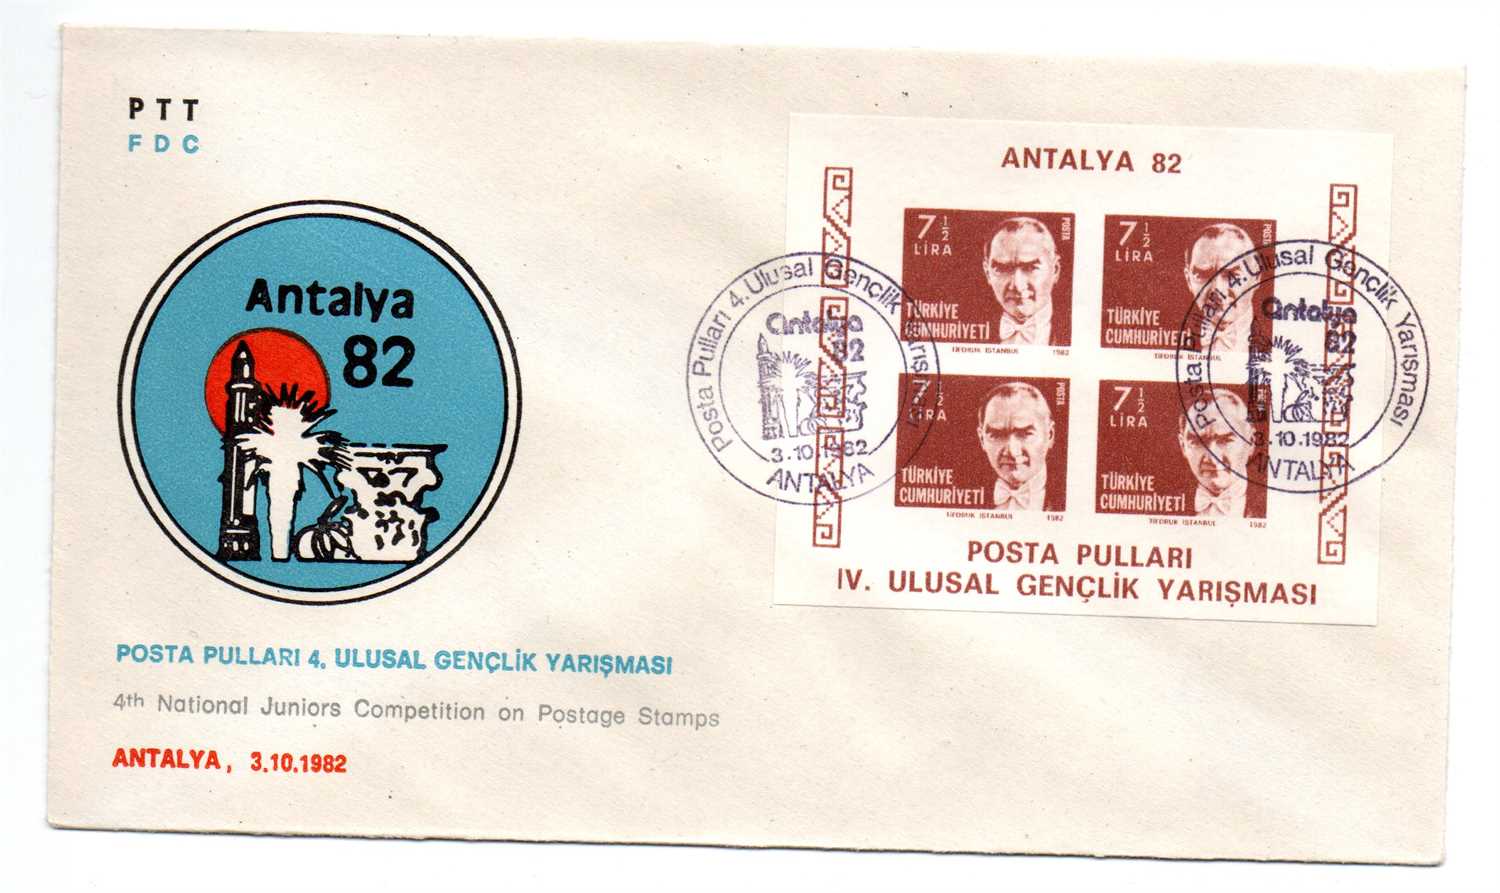 PTT
FDC
Antalya
82
POSTA PULLARI 4. ULUSAL GENÇLİK YARIŞMASI
4th National Juniors Competition on Postage Stamps
ANTALYA, 3.10.1982
ANTALYA 82
7 1/2
LİRA
POSTA
TÜRKİYE
CUMHURİYETİ
TİFDRUK İSTANBUL 1982
7 1/2
LİRA
POSTA
TÜRKİYE
CUMHURİYETİ
TİFDRUK İSTANBUL 1982
7 1/2
LİRA
POSTA
TÜRKİYE
CUMHURİYETİ
TİFDRUK İSTANBUL 1982
7 1/2
LİRA
TÜRKİYE
CUMHURİYETİ
TİFDRUK İSTANBUL 1982
POSTA PULLARI
IV. ULUSAL GENÇLİK YARIŞMASI
Posta Pulları 4. Ulusal Gençlik Yarışması
antalya
82
3.10.1982
ANTALYA
Posta Pulları 4. Ulusal Gençlik Yarışması
antalya
82
3.10.1982
ANTALYA